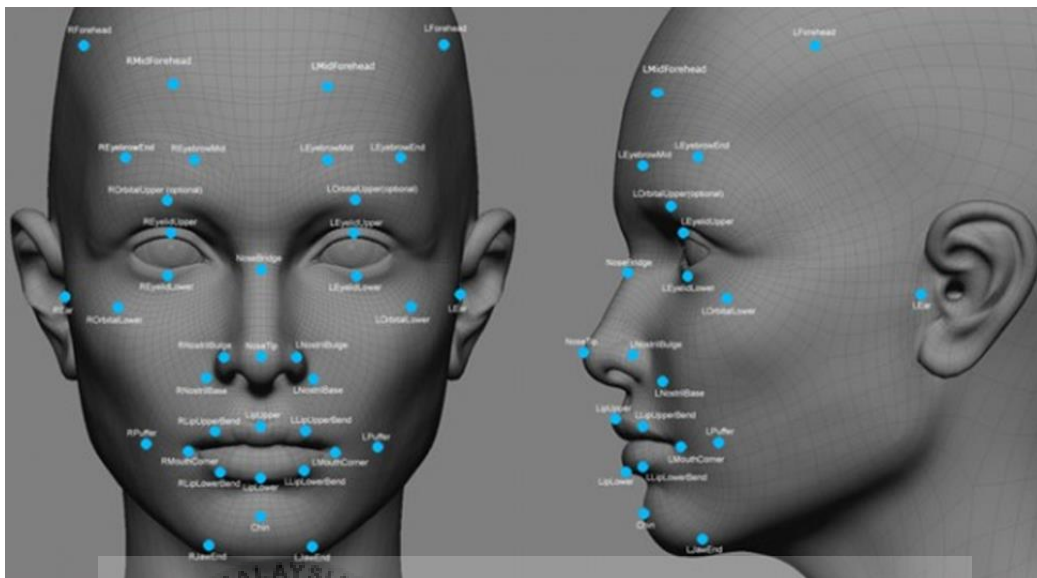 RForehead LForehead LForehead
RMidForehead LMidForehead LMidForehead
REyebrowEnd REyebrowMid LEyebrowMid LEyebrowEnd LEyebrowMid LEyebrowEnd
ROrbitalUpper (optional) LOrbitalUpper(optional) LOrbitalUpper(optional)
REyelidUpper LEyelidUpper LEyelidUpper
NoseBridge NoseBridge
REyelidLower LEyelidLower LEyelidLower
REar ROrbitalLower LOrbitalLower LEar LOrbitalLower LEar
RNostrilBulge NoseTip LNostrilBulge NoseTip LNostrilBulge
RNostrilBase LNostrilBase LNostrilBase
LipUpper LipUpper
RLipUpperBend LLipUpperBend LLipUpperBend
RPuffer LPuffer LPuffer
RMouthCorner LMouthCorner LMouthCorner
RLipLowerBend LipLower LLipLowerBend LipLower LLipLowerBend
Chin Chin
RJawEnd LJawEnd LJawEnd